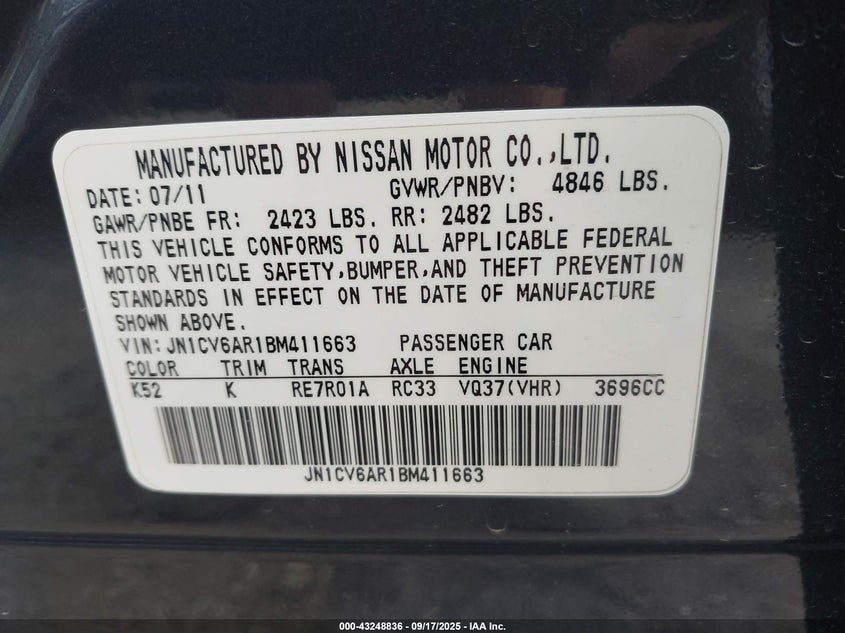 MANUFACTURED BY NISSAN MOTOR CO.,LTD.
DATE: 07/11 GVWR/PNBV: 4846 LBS.
GAWR/PNBE FR: 2423 LBS. RR: 2482 LBS.
THIS VEHICLE CONFORMS TO ALL APPLICABLE FEDERAL
MOTOR VEHICLE SAFETY,BUMPER,AND THEFT PREVENTION
STANDARDS IN EFFECT ON THE DATE OF MANUFACTURE
SHOWN ABOVE.
VIN: JN1CV6AR1BM411663 PASSENGER CAR
COLOR TRIM TRANS AXLE ENGINE
K52 K RE7R01A RC33 VQ37(VHR) 3696CC
JN1CV6AR1BM411663
000-43248836 - 09/17/2025 - IAA Inc.